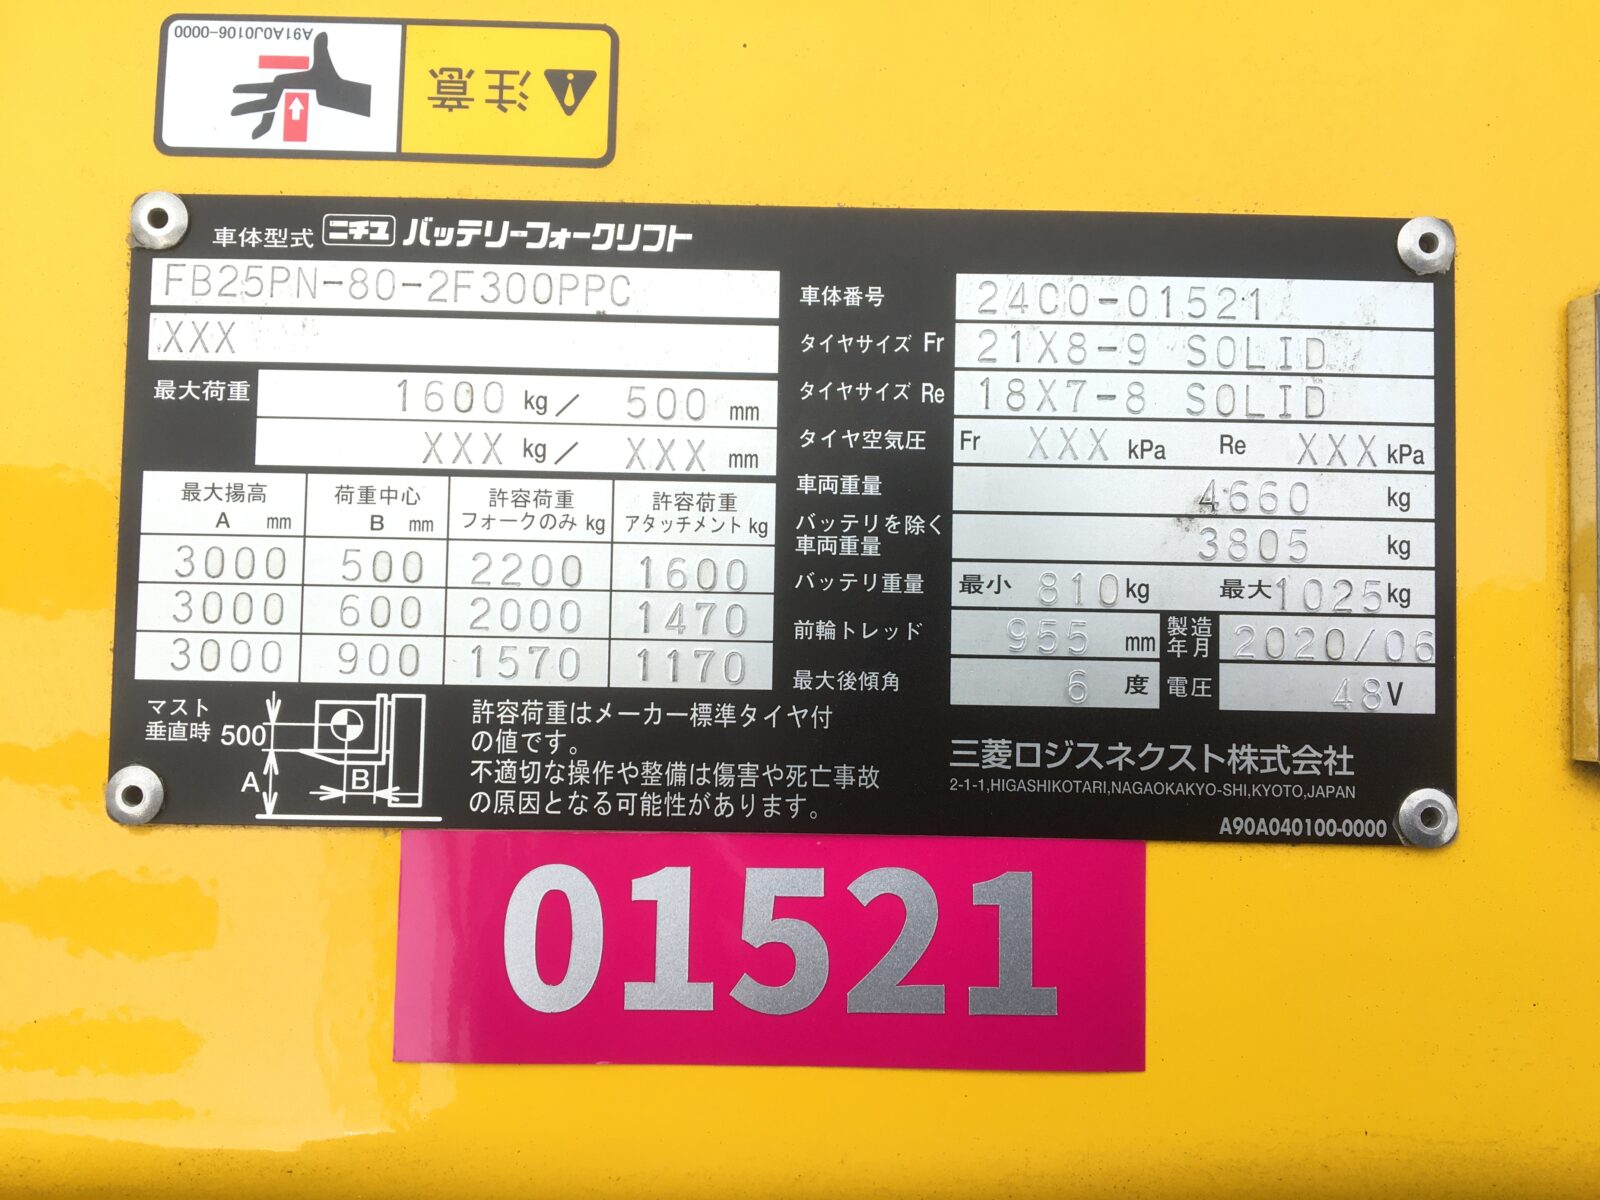 A91A0J0106-0000
注意
車体型式 ニチユ バッテリーフォークリフト
FB25PN-80-2F300PPC
XXX
最大荷重 1600 kg／ 500 mm
XXX kg／ XXX mm
最大揚高 A mm 荷重中心 B mm 許容荷重 フォークのみ kg 許容荷重 アタッチメント kg
3000 500 2200 1600
3000 600 2000 1470
3000 900 1570 1170
マスト
垂直時 500 A B
許容荷重はメーカー標準タイヤ付
の値です。
不適切な操作や整備は傷害や死亡事故
の原因となる可能性があります。
車体番号 24C0-01521
タイヤサイズ Fr 21X8-9 SOLID
タイヤサイズ Re 18X7-8 SOLID
タイヤ空気圧 Fr XXX kPa Re XXX kPa
車両重量 4660 kg
バッテリを除く
車両重量 3805 kg
バッテリ重量 最小 810 kg 最大 1025 kg
前輪トレッド 955 mm 製造年月 2020/06
最大後傾角 6 度 電圧 48 V
三菱ロジスネクスト株式会社
2-1-1,HIGASHIKOTARI,NAGAOKAKYO-SHI,KYOTO,JAPAN
A90A040100-0000
01521